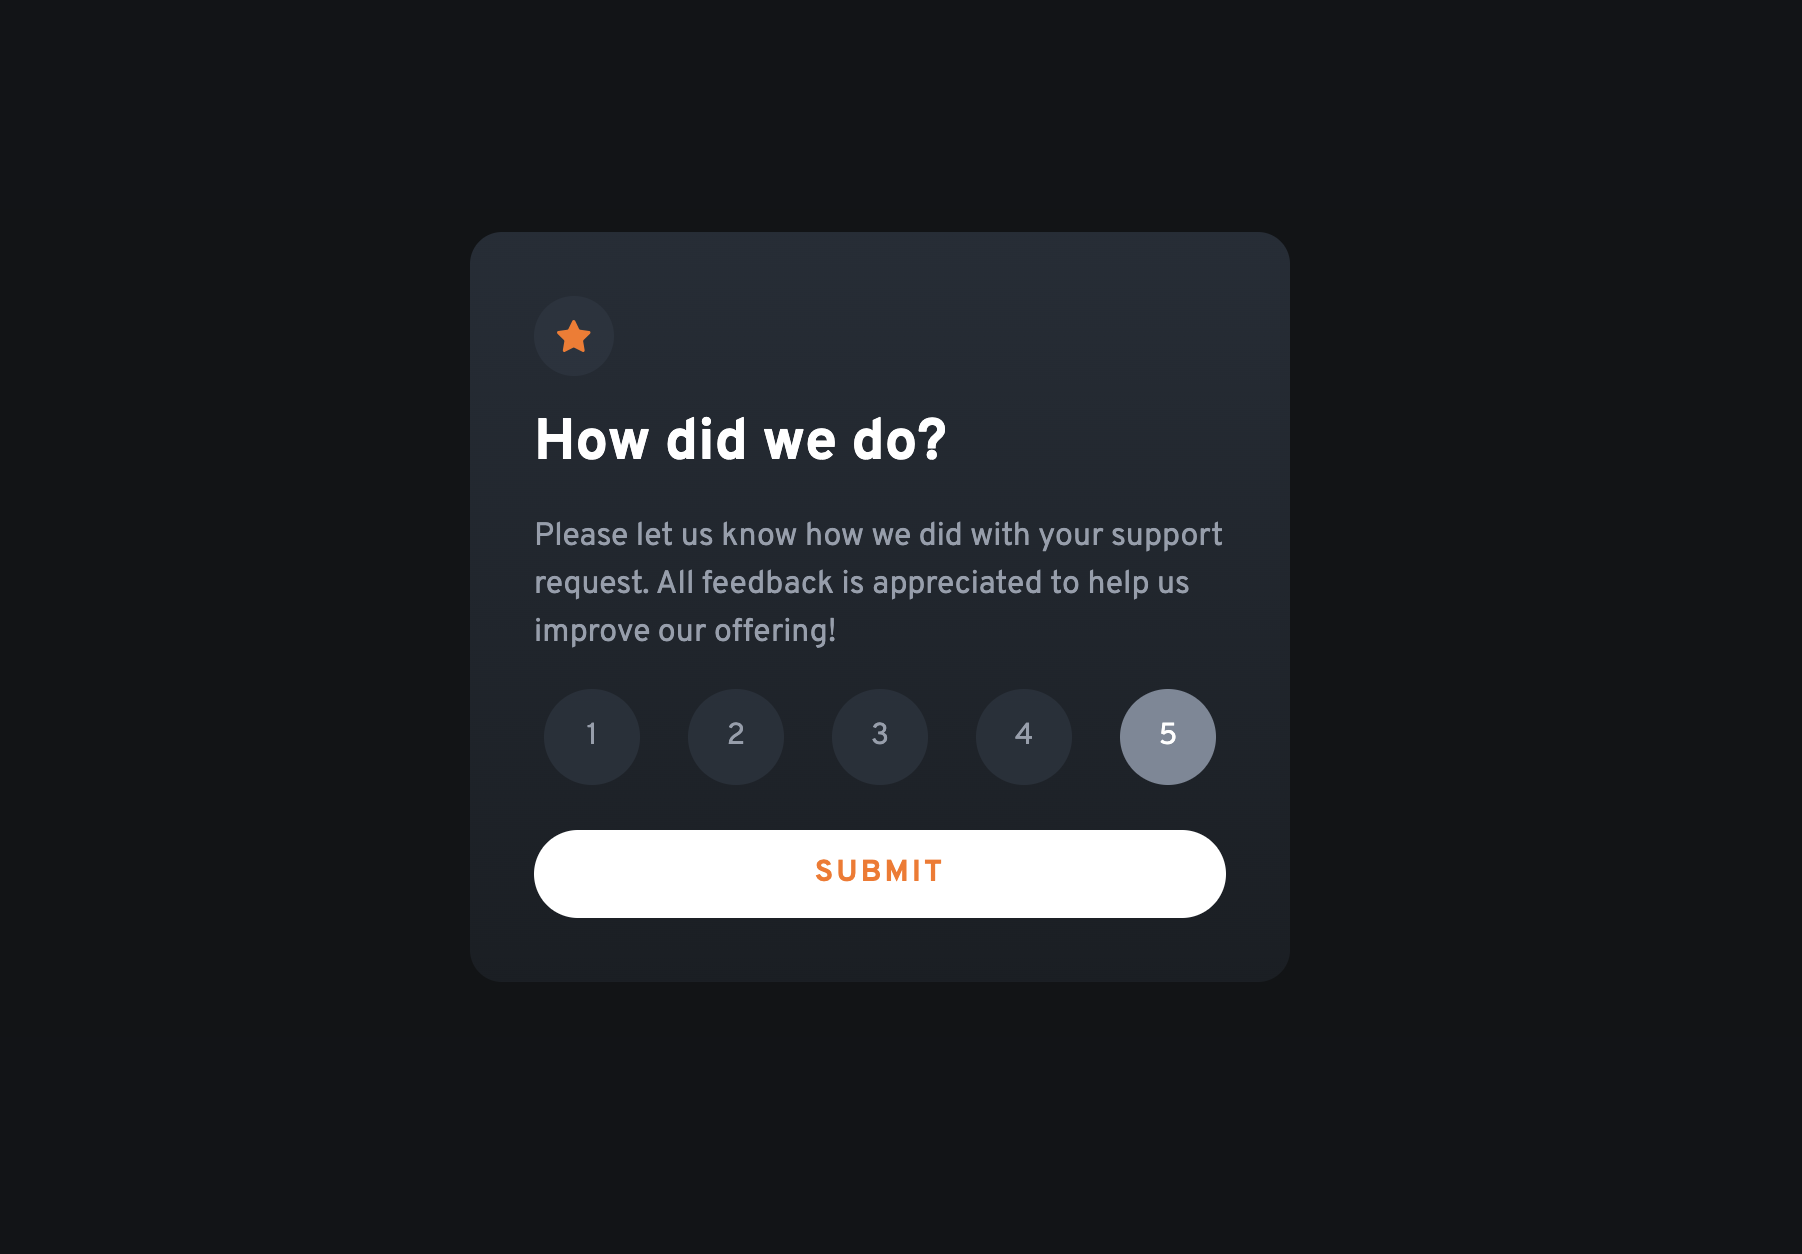 How did we do?
Please let us know how we did with your support
request. All feedback is appreciated to help us
improve our offering!
1 2 3 4 5
SUBMIT